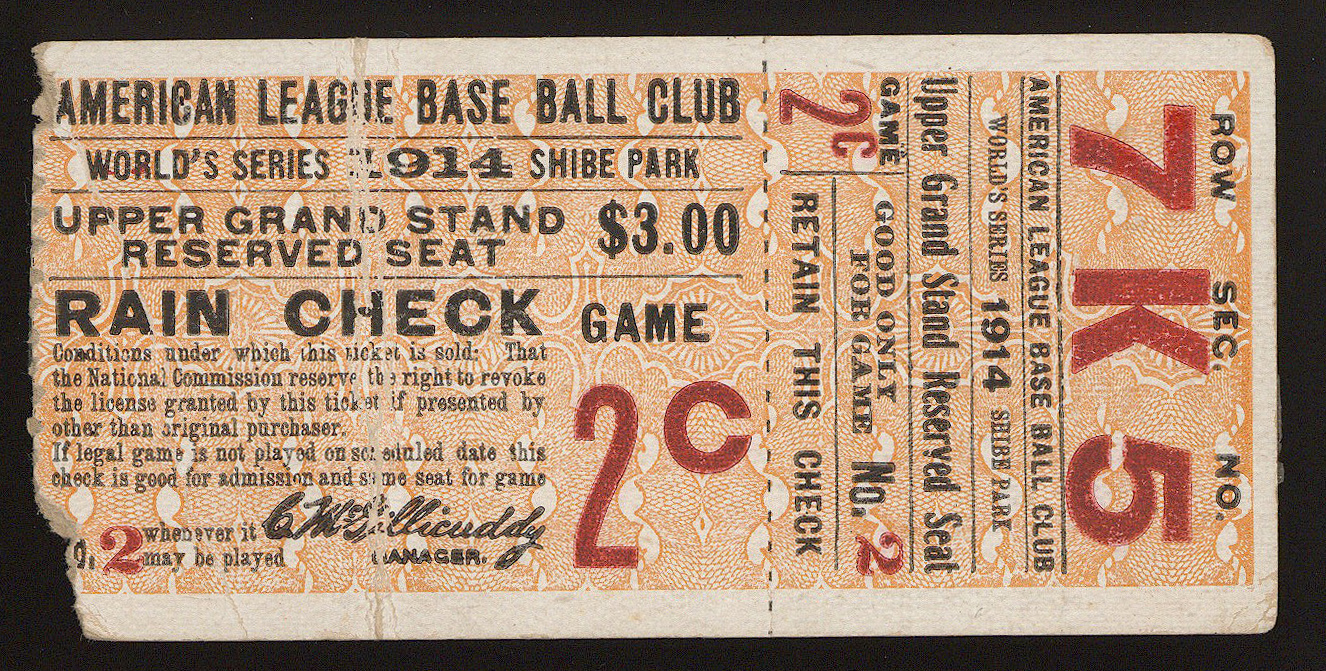 AMERICAN LEAGUE BASE BALL CLUB
WORLD'S SERIES 1914 SHIBE PARK
UPPER GRAND STAND
RESERVED SEAT $3.00
RAIN CHECK GAME
2C
Conditions under which this ticket is sold: That
the National Commission reserve the right to revoke
the license granted by this ticket if presented by
other than original purchaser.
If legal game is not played on scheduled date this
check is good for admission and same seat for game
2 whenever it
may be played
C. McGillicuddy
MANAGER.
GAME
2C
RETAIN THIS CHECK
GOOD ONLY
FOR GAME No. 2
Upper Grand Stand Reserved Seat
WORLD'S SERIES 1914 SHIBE PARK
AMERICAN LEAGUE BASE BALL CLUB
7 K 5
ROW SEC. NO.